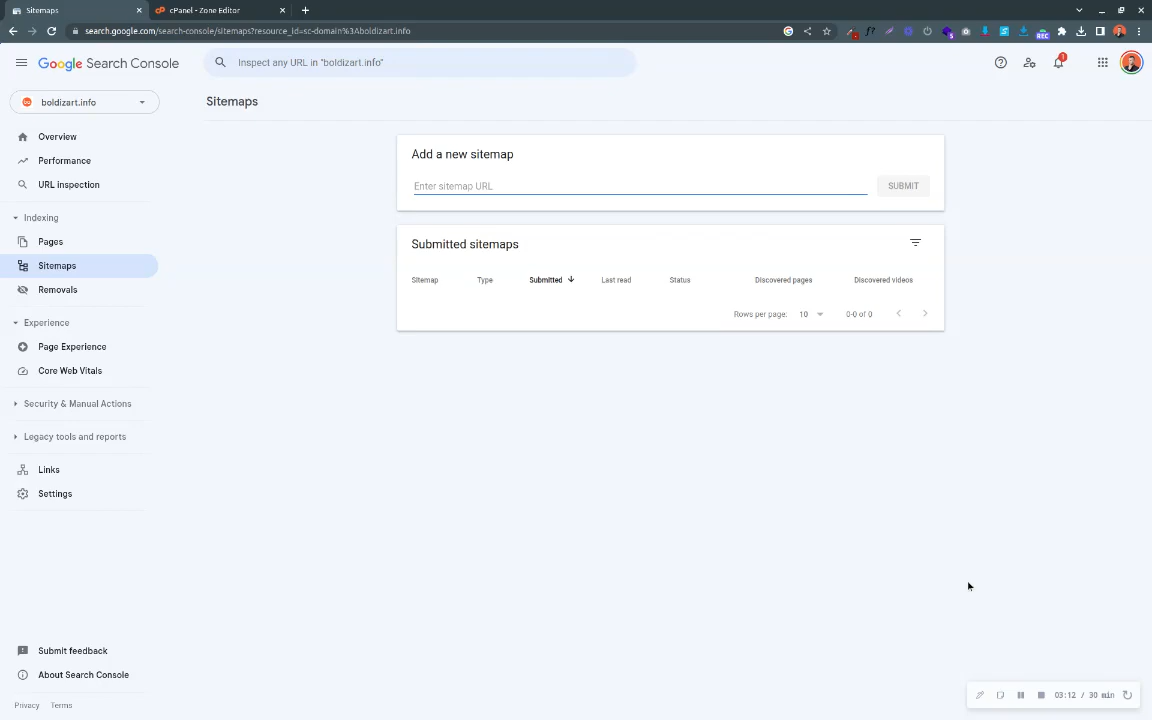 Sitemaps
cPanel - Zone Editor
search.google.com/search-console/sitemaps?resource_id=sc-domain%3Aboldizart.info
REC
Google Search Console
Inspect any URL in "boldizart.info"
1
boldizart.info
Sitemaps
Overview
Performance
URL inspection
Indexing
Pages
Sitemaps
Removals
Experience
Page Experience
Core Web Vitals
Security & Manual Actions
Legacy tools and reports
Links
Settings
Submit feedback
About Search Console
Privacy Terms
Add a new sitemap
Enter sitemap URL
SUBMIT
Submitted sitemaps
Sitemap Type Submitted Last read Status Discovered pages Discovered videos
Rows per page: 10 0-0 of 0
03:12 / 30 min